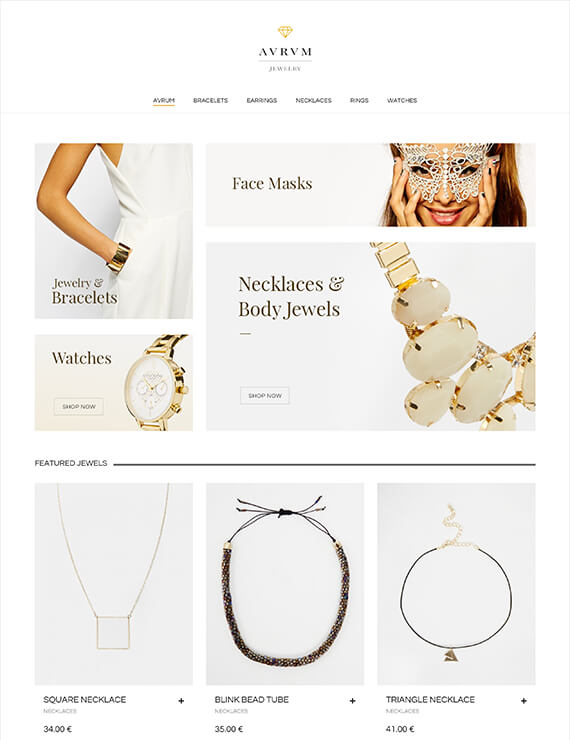 AVRVM
JEWELRY
AVRUM
BRACELETS
EARRINGS
NECKLACES
RINGS
WATCHES
Jewelry &
Bracelets
Face Masks
Necklaces &
Body Jewels
SHOP NOW
Watches
SHOP NOW
FEATURED JEWELS
SQUARE NECKLACE +
NECKLACES
34.00 €
BLINK BEAD TUBE +
NECKLACES
35.00 €
TRIANGLE NECKLACE +
NECKLACES
41.00 €